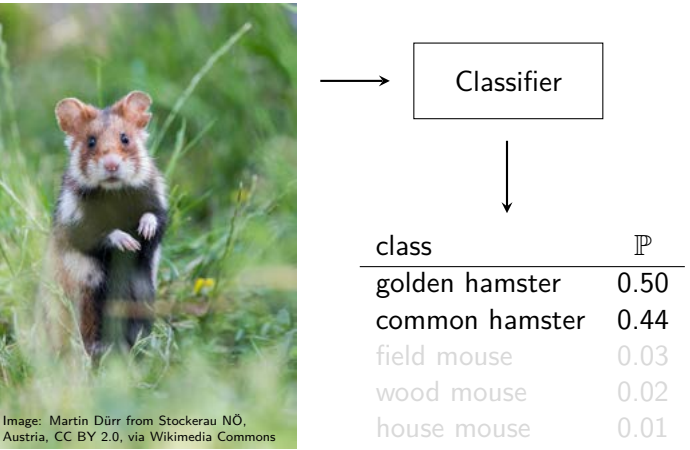 Classifier
class ℙ
golden hamster 0.50
common hamster 0.44
field mouse 0.03
wood mouse 0.02
house mouse 0.01
Image: Martin Dürr from Stockerau NÖ,
Austria, CC BY 2.0, via Wikimedia Commons